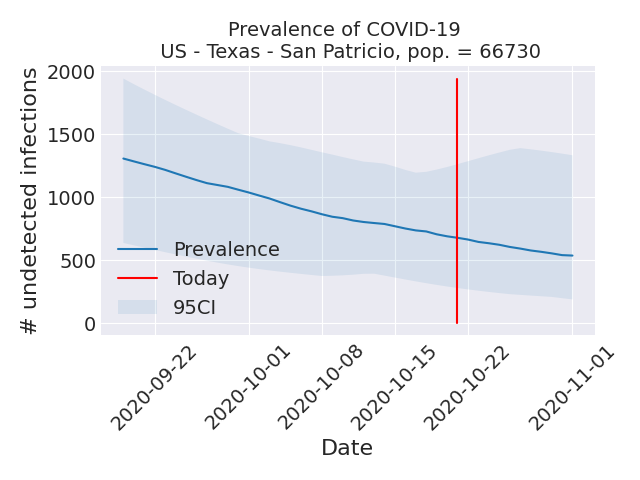 Prevalence of COVID-19
US - Texas - San Patricio, pop. = 66730
# undetected infections
2000
1500
1000
500
0
Prevalence
Today
95CI
2020-09-22
2020-10-01
2020-10-08
2020-10-15
2020-10-22
2020-11-01
Date